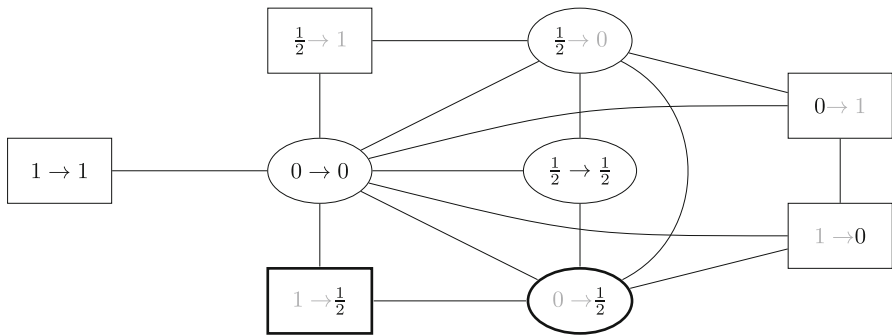 ½ → 1
½ → 0
0 → 1
1 → 1
0 → 0
½ → ½
1 → 0
1 → ½
0 → ½